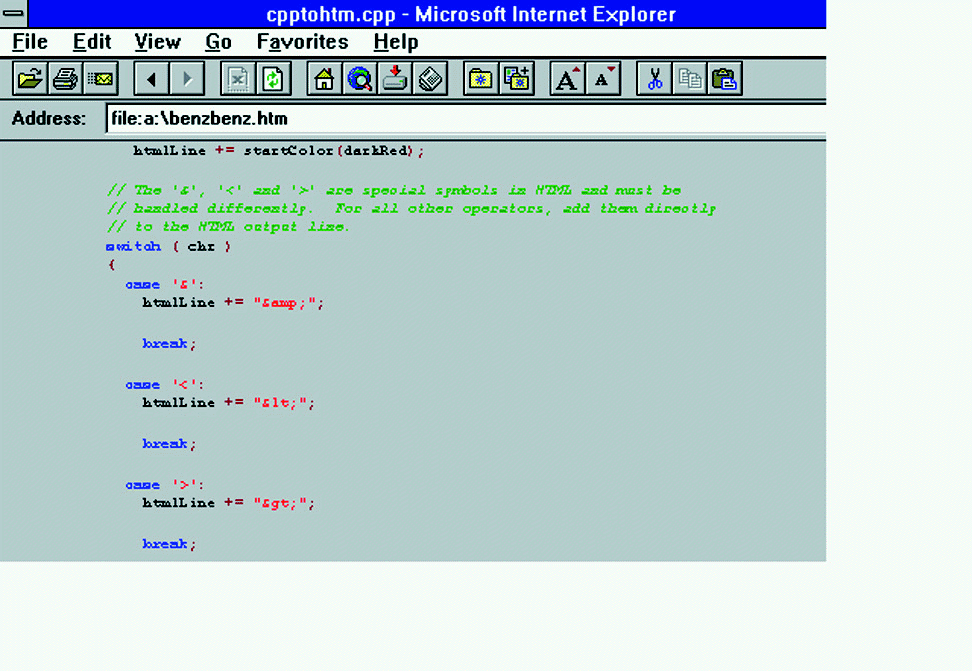 cpptohtm.cpp - Microsoft Internet Explorer
File Edit View Go Favorites Help
A A
Address: file:a:\benzbenz.htm
htmlLine += startColor(darkRed);
// The '&', '<' and '>' are special symbols in HTML and must be
// handled differently.  For all other operators, add them directly
// to the HTML output line.
switch ( chr )
{
case '&':
htmlLine += "&amp;";
break;
case '<':
htmlLine += "&lt;";
break;
case '>':
htmlLine += "&gt;";
break;